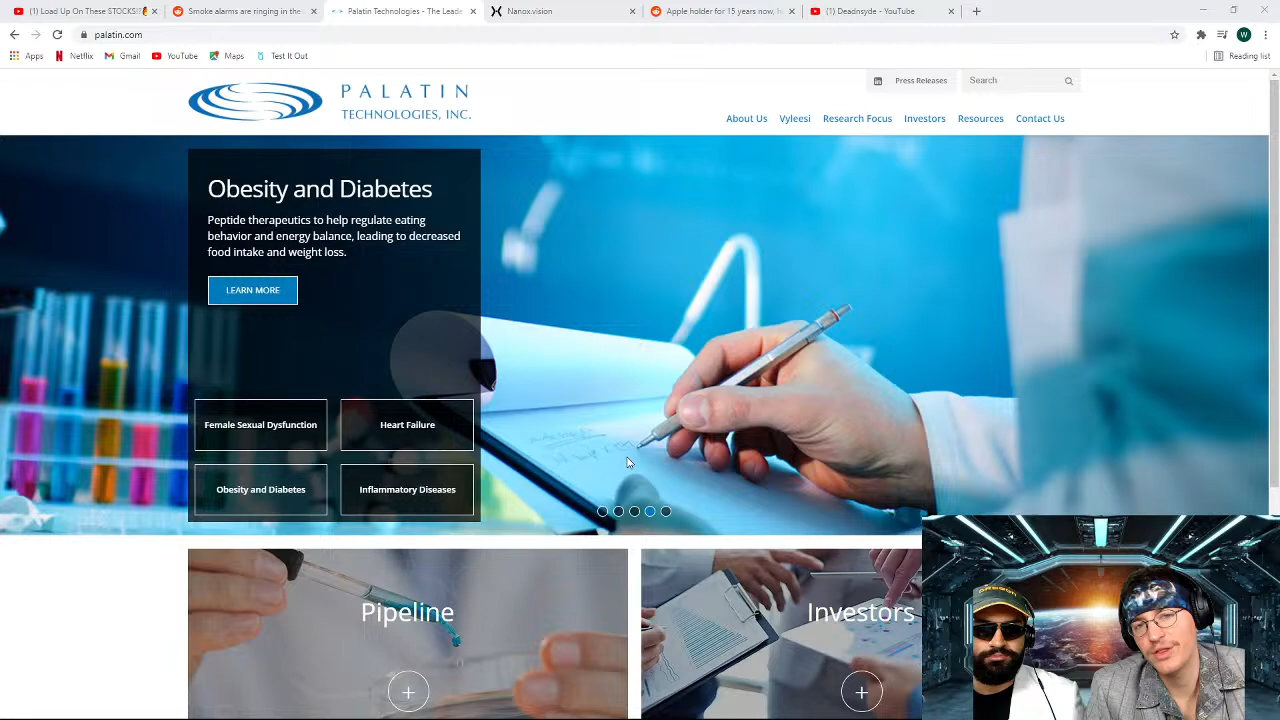 (1) Load Up On These STOCKS!?
Smoke alarms are ringing in the s
Palatin Technologies - The Leade
Nanox.vision
Apple holder for 15 years now, h
(1) Deadnsyde - YouTube
palatin.com
W
Apps
Netflix
Gmail
YouTube
Maps
Test It Out
Reading list
PALATIN
TECHNOLOGIES, INC.
Press Releases
Search
About Us
Vyleesi
Research Focus
Investors
Resources
Contact Us
Obesity and Diabetes
Peptide therapeutics to help regulate eating
behavior and energy balance, leading to decreased
food intake and weight loss.
LEARN MORE
Female Sexual Dysfunction
Heart Failure
Obesity and Diabetes
Inflammatory Diseases
Pipeline
Investors
OREGON